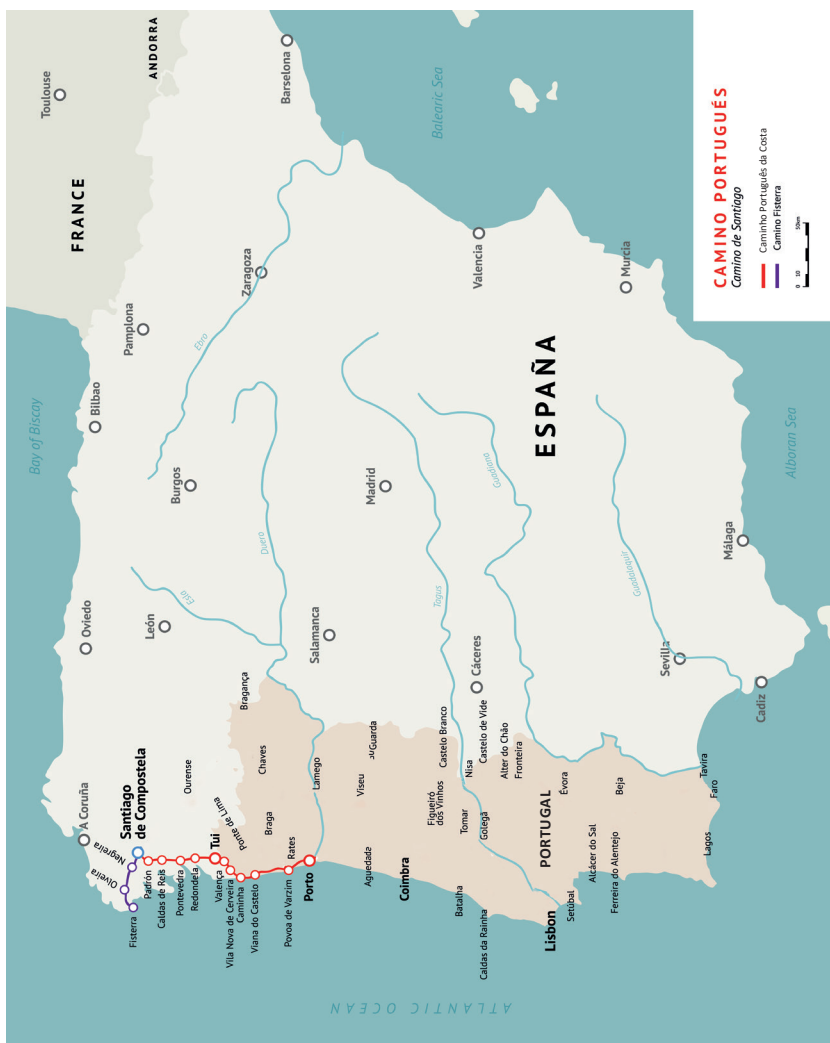 Bay of Biscay
FRANCE
Toulouse
ANDORRA
Barselona
Balearic Sea
A Coruña
Oviedo
Bilbao
Pamplona
Zaragoza
Ebro
Santiago
de Compostela
León
Burgos
Esla
Duero
Negreira
Olveira
Fisterra
Padrón
Caldas de Reis
Pontevedra
Redondela
Tui
Valença
Vila Nova de Cerveira
Caminha
Viana do Castelo
Povoa de Varzim
Rates
Porto
Ourense
Ponte de Lima
Braga
Chaves
Bragança
Lamego
Salamanca
Madrid
Valencia
Viseu
Guarda
Aguedada
Coimbra
Figueiró
dos Vinhos
Castelo Branco
Tagus
Batalha
Tomar
Nisa
Cáceres
Caldas da Rainha
Golegã
Castelo de Vide
Alter do Chão
Fronteira
Guadiana
ESPAÑA
PORTUGAL
Lisbon
Setúbal
Évora
Alcácer do Sal
Ferreira do Alentejo
Beja
Guadalaquir
Murcia
Sevilla
Lagos
Faro
Tavira
Málaga
Cadiz
Alboran Sea
ATLANTIC OCEAN
CAMINO PORTUGUÉS
Camino de Santiago
Caminho Português da Costa
Camino Fisterra
0 10 50km